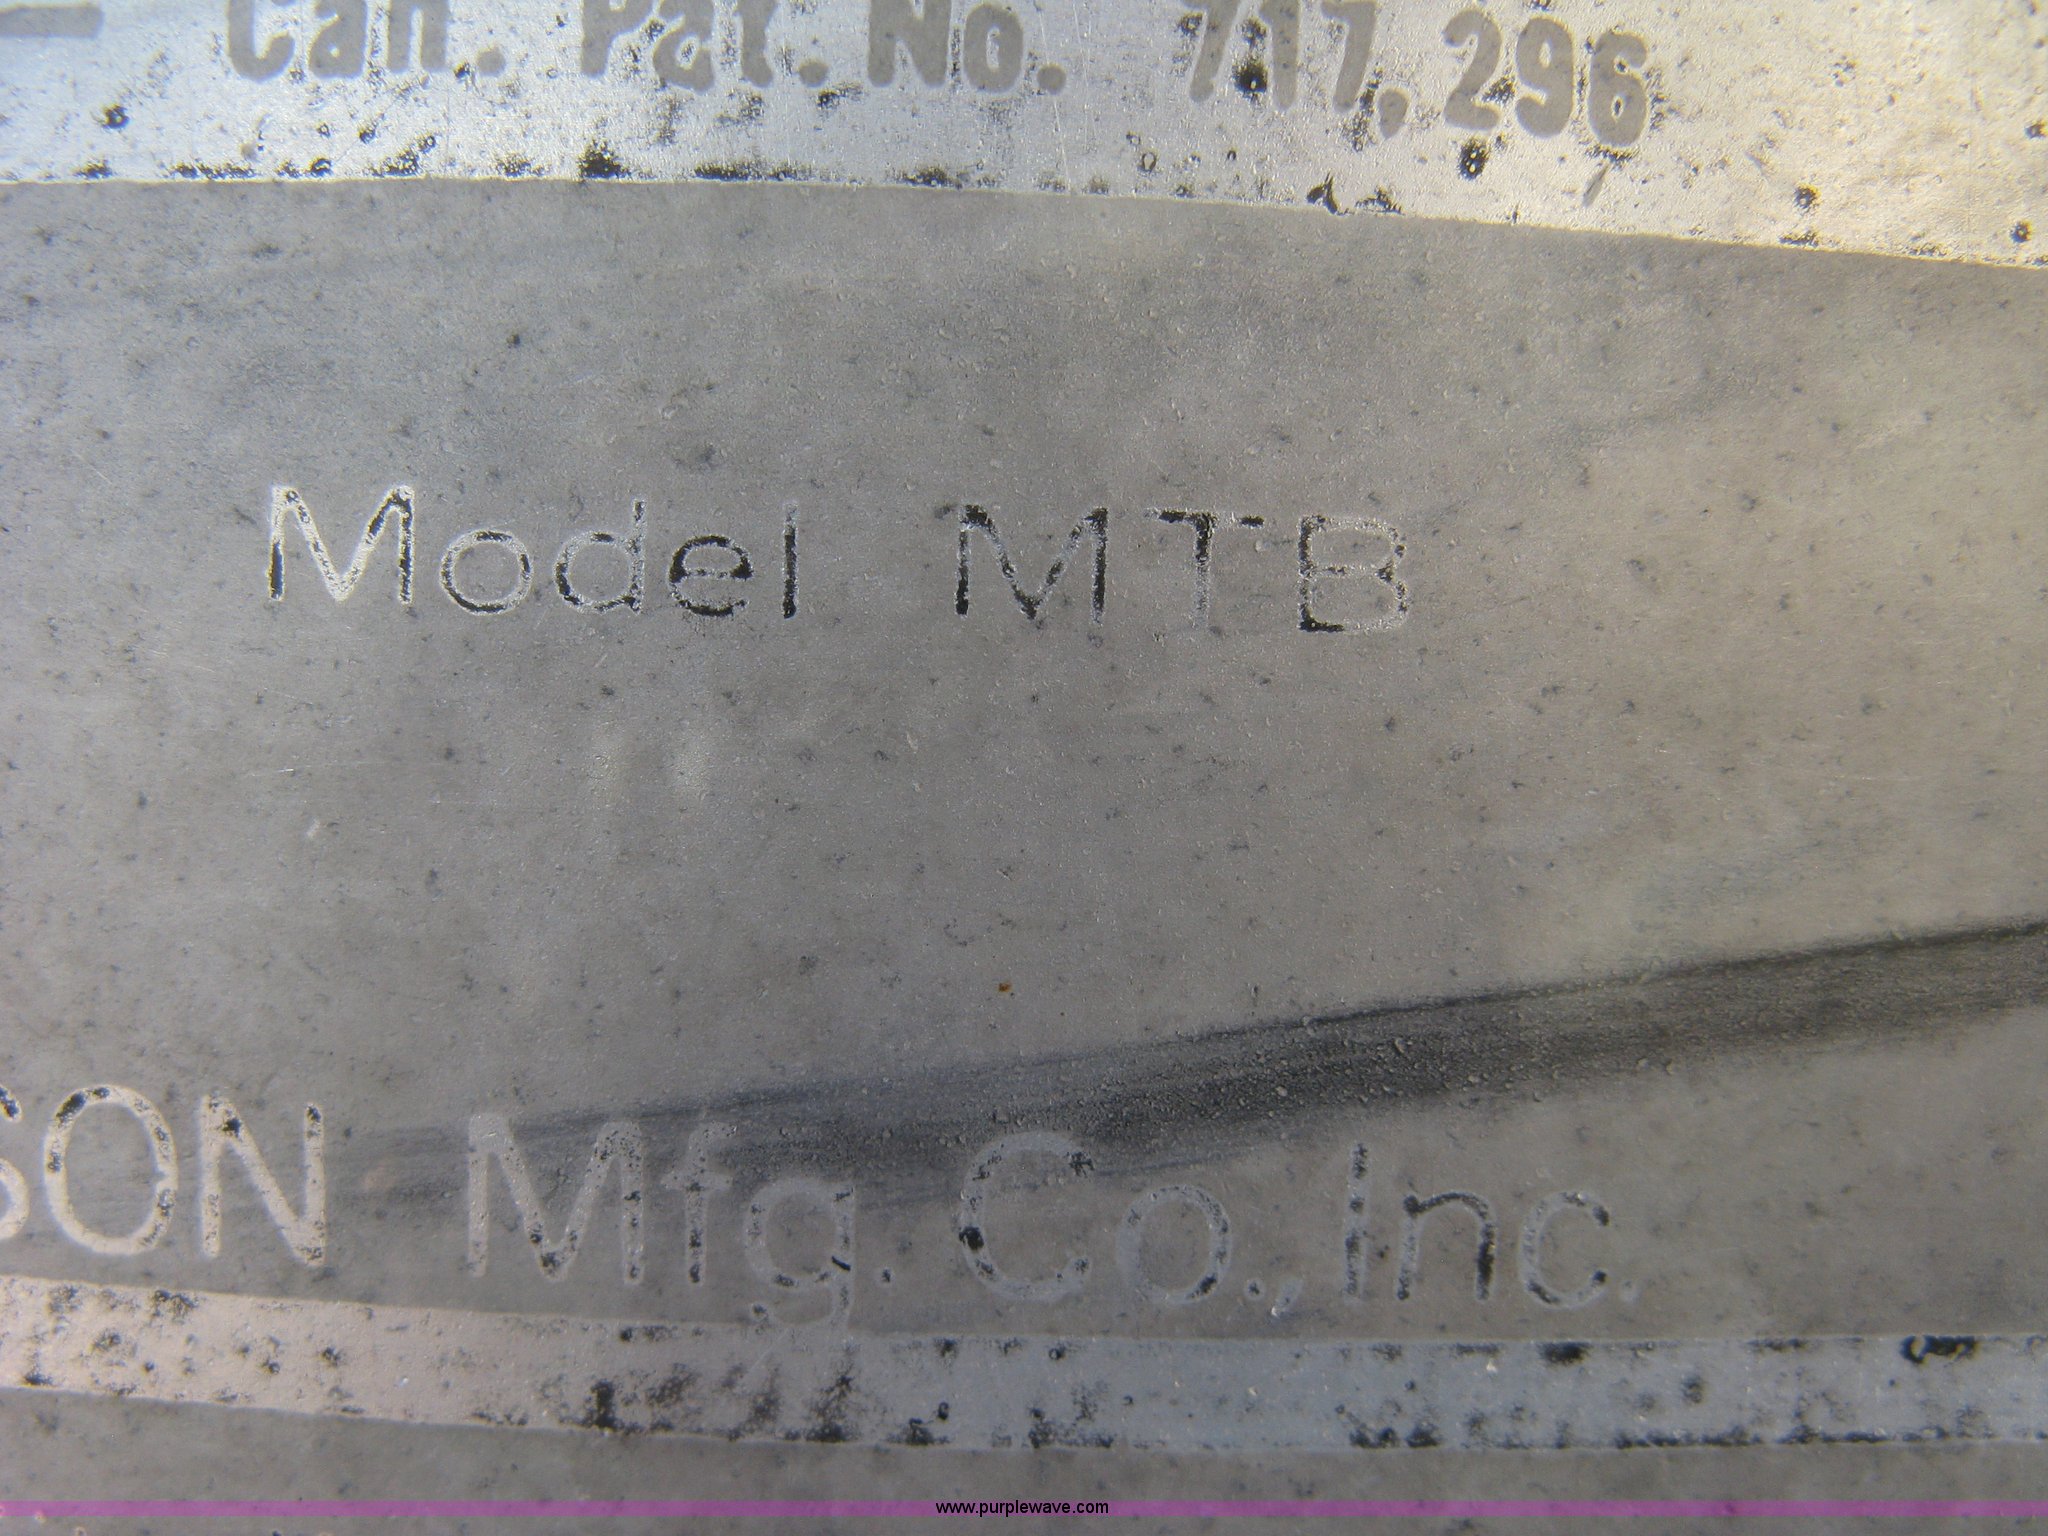 Can. Pat. No. 717,296
Model MTB
SON Mfg. Co., Inc.
www.purplewave.com